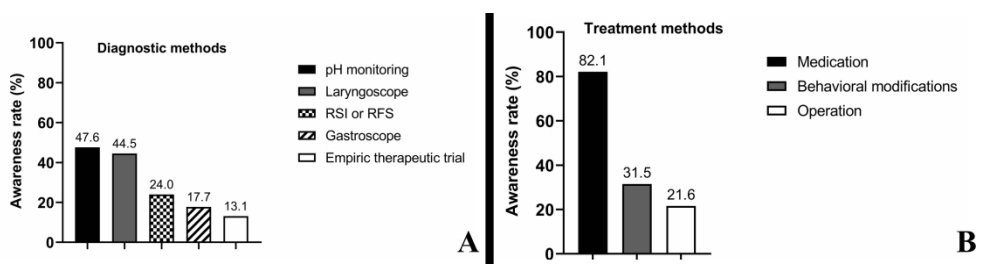 Diagnostic methods
Awareness rate (%)
100
80
60
40
20
0
47.6
44.5
24.0
17.7
13.1
pH monitoring
Laryngoscope
RSI or RFS
Gastroscope
Empiric therapeutic trial
A
Treatment methods
Awareness rate (%)
100
80
60
40
20
0
82.1
31.5
21.6
Medication
Behavioral modifications
Operation
B